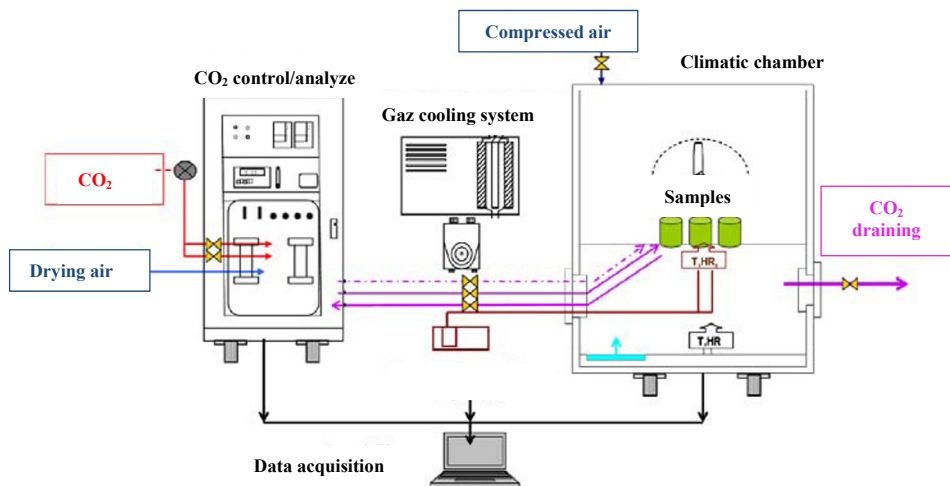 Compressed air
Climatic chamber
CO₂ control/analyze
Gaz cooling system
CO₂
Samples
CO₂
draining
Drying air
T,HR,
T,HR
Data acquisition